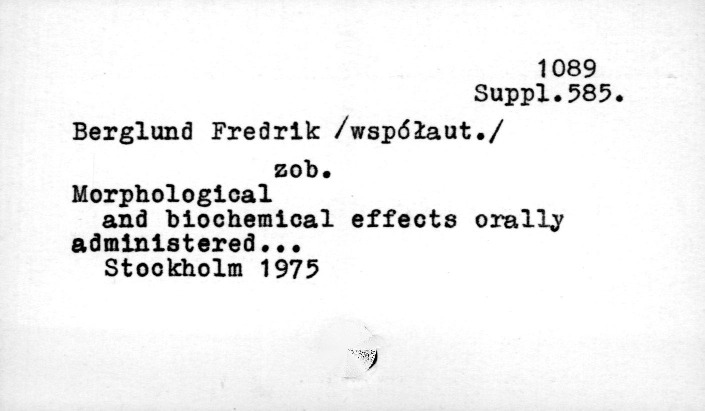 1089
Suppl.585.
Berglund Fredrik /współaut./
zob.
Morphological
and biochemical effects orally
administered...
Stockholm 1975